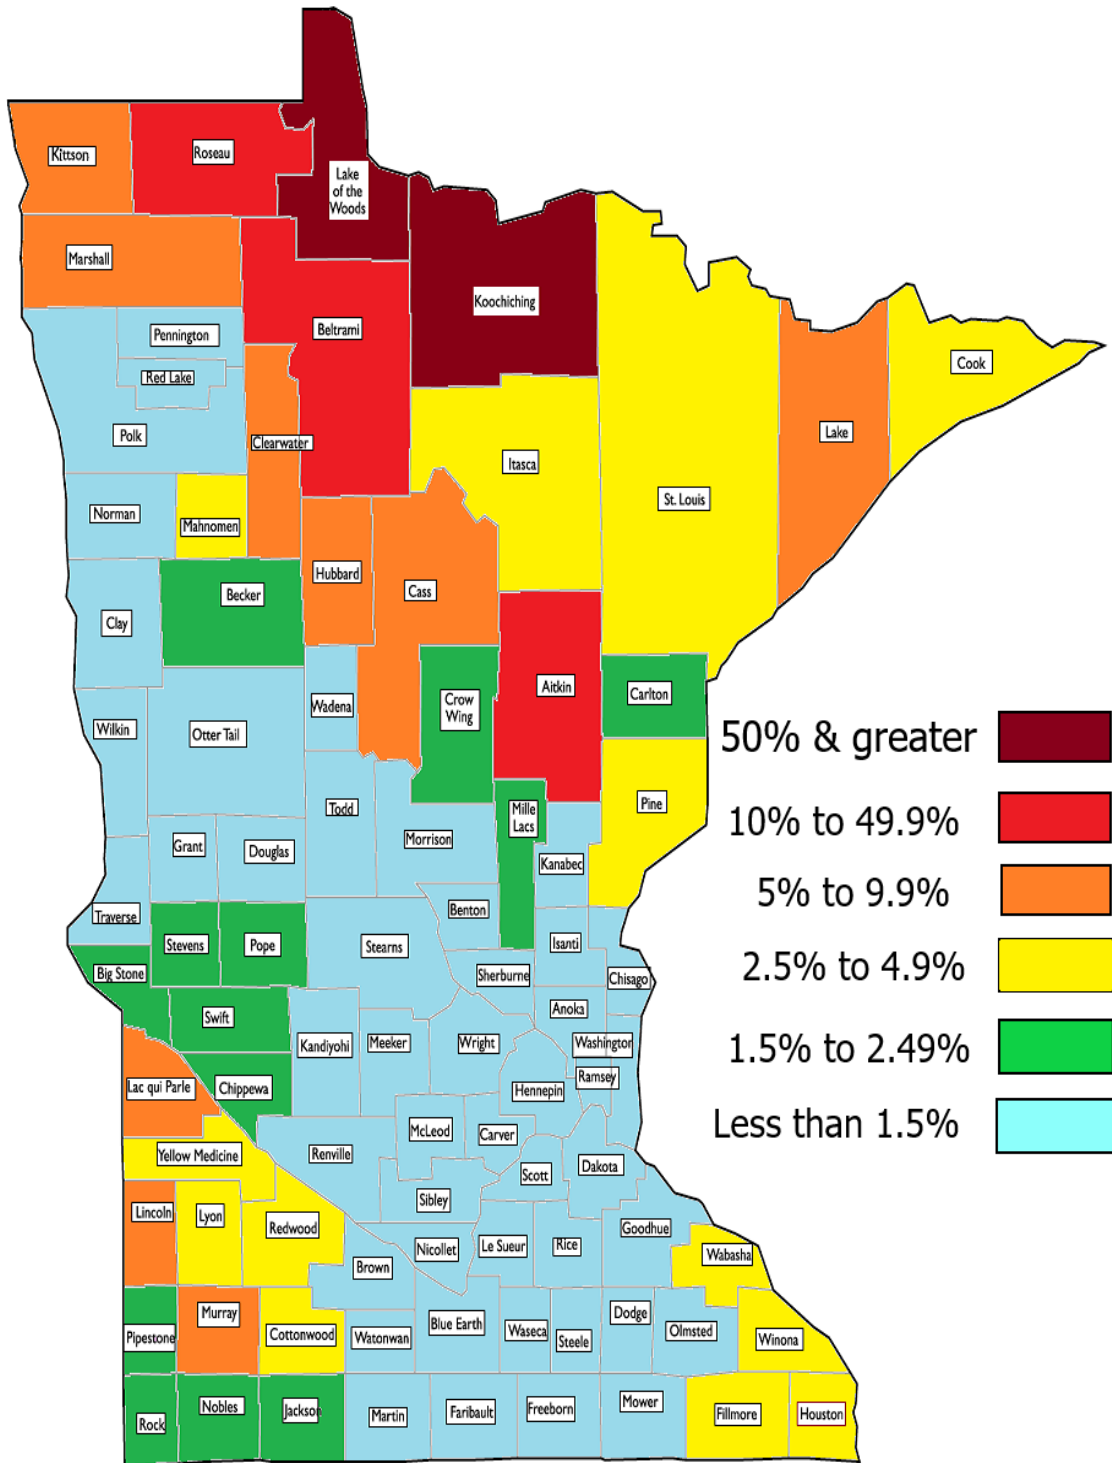 Kittson
Roseau
Lake
of the
Woods
Marshall
Koochiching
Pennington
Beltrami
Red Lake
Cook
Polk
Clearwater
Lake
Itasca
St. Louis
Norman
Mahnomen
Hubbard
Cass
Becker
Clay
Aitkin
Carlton
Crow
Wing
Wadena
Wilkin
Otter Tail
50% & greater
Pine
Todd
Mille
Lacs
10% to 49.9%
Morrison
Grant
Douglas
Kanabec
5% to 9.9%
Benton
Traverse
Stevens
Pope
Stearns
Isanti
2.5% to 4.9%
Big Stone
Sherburne
Chisago
Swift
Anoka
Kandiyohi
Meeker
Wright
Washington
1.5% to 2.49%
Ramsey
Lac qui Parle
Chippewa
Hennepin
McLeod
Carver
Less than 1.5%
Yellow Medicine
Renville
Dakota
Scott
Sibley
Lincoln
Lyon
Redwood
Goodhue
Nicollet
Le Sueur
Rice
Wabasha
Brown
Murray
Dodge
Pipestone
Cottonwood
Watonwan
Blue Earth
Waseca
Steele
Olmsted
Winona
Rock
Nobles
Jackson
Martin
Faribault
Freeborn
Mower
Fillmore
Houston